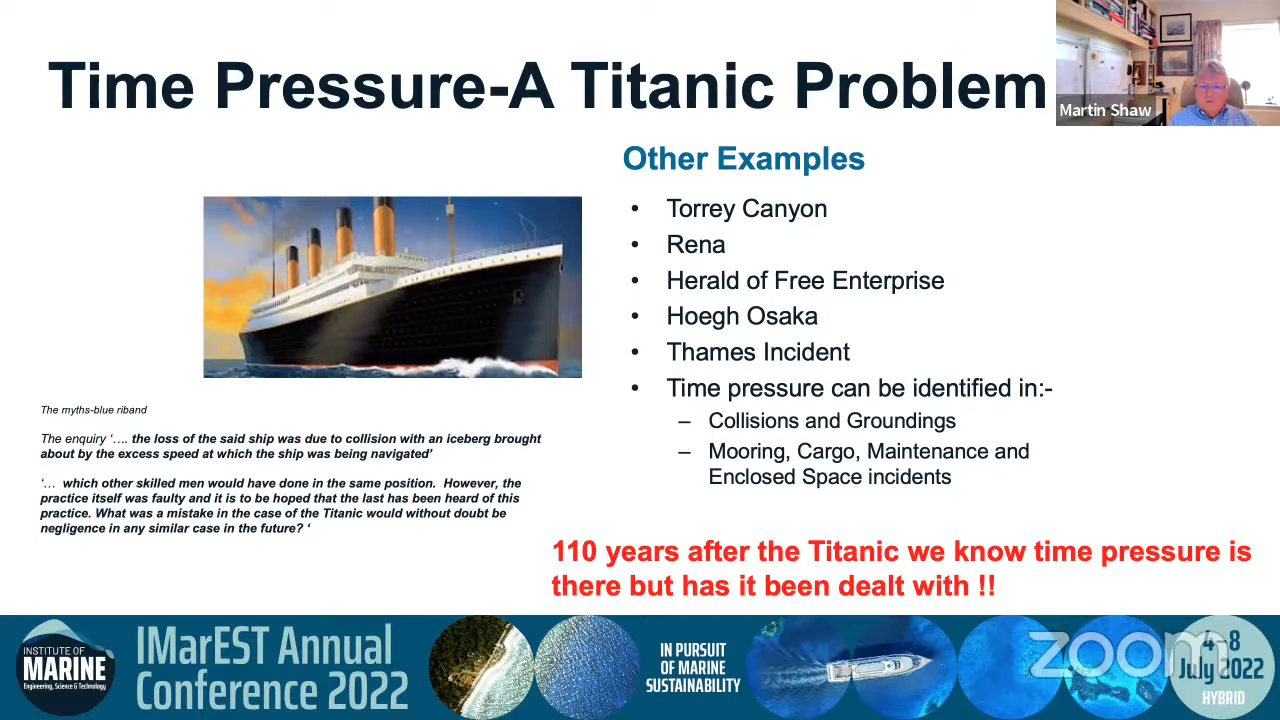 Time Pressure-A Titanic Problem
Martin Shaw
Other Examples
• Torrey Canyon
• Rena
• Herald of Free Enterprise
• Hoegh Osaka
• Thames Incident
• Time pressure can be identified in:-
– Collisions and Groundings
– Mooring, Cargo, Maintenance and
Enclosed Space incidents
The myths-blue riband
The enquiry ‘…. the loss of the said ship was due to collision with an iceberg brought
about by the excess speed at which the ship was being navigated’
‘… which other skilled men would have done in the same position. However, the
practice itself was faulty and it is to be hoped that the last has been heard of this
practice. What was a mistake in the case of the Titanic would without doubt be
negligence in any similar case in the future? ‘
110 years after the Titanic we know time pressure is
there but has it been dealt with !!
INSTITUTE OF
MARINE
Engineering, Science & Technology
IMarEST Annual
Conference 2022
IN PURSUIT
OF MARINE
SUSTAINABILITY
zoom
4–8
July 2022
HYBRID